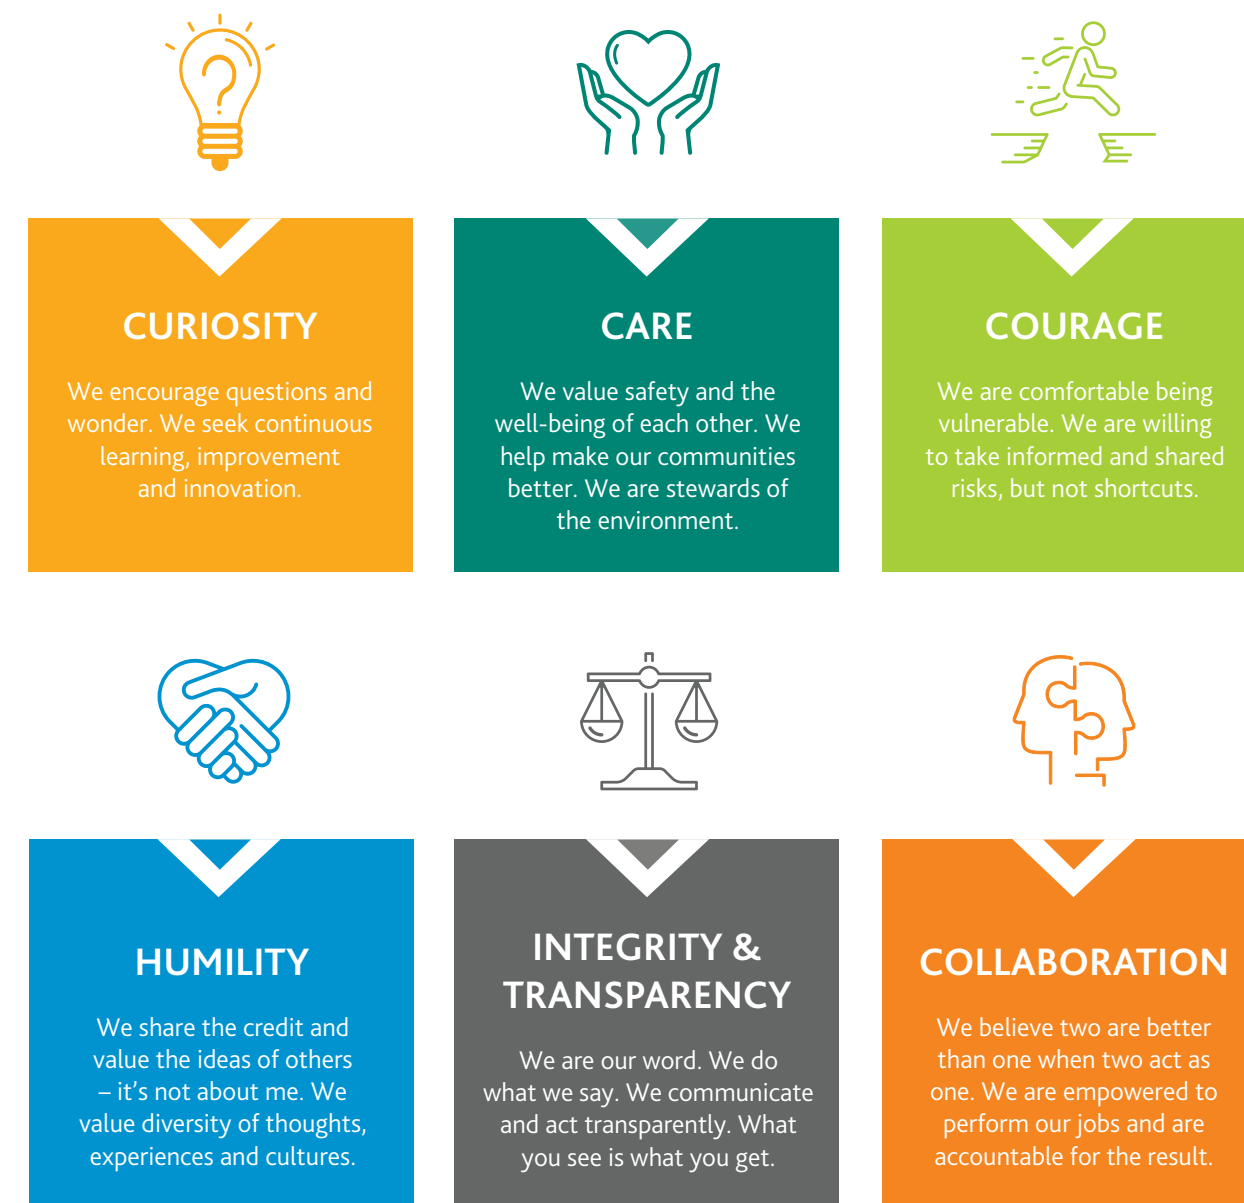 ?
CURIOSITY
We encourage questions and
wonder. We seek continuous
learning, improvement
and innovation.
CARE
We value safety and the
well-being of each other. We
help make our communities
better. We are stewards of
the environment.
COURAGE
We are comfortable being
vulnerable. We are willing
to take informed and shared
risks, but not shortcuts.
HUMILITY
We share the credit and
value the ideas of others
– it's not about me. We
value diversity of thoughts,
experiences and cultures.
INTEGRITY &
TRANSPARENCY
We are our word. We do
what we say. We communicate
and act transparently. What
you see is what you get.
COLLABORATION
We believe two are better
than one when two act as
one. We are empowered to
perform our jobs and are
accountable for the result.